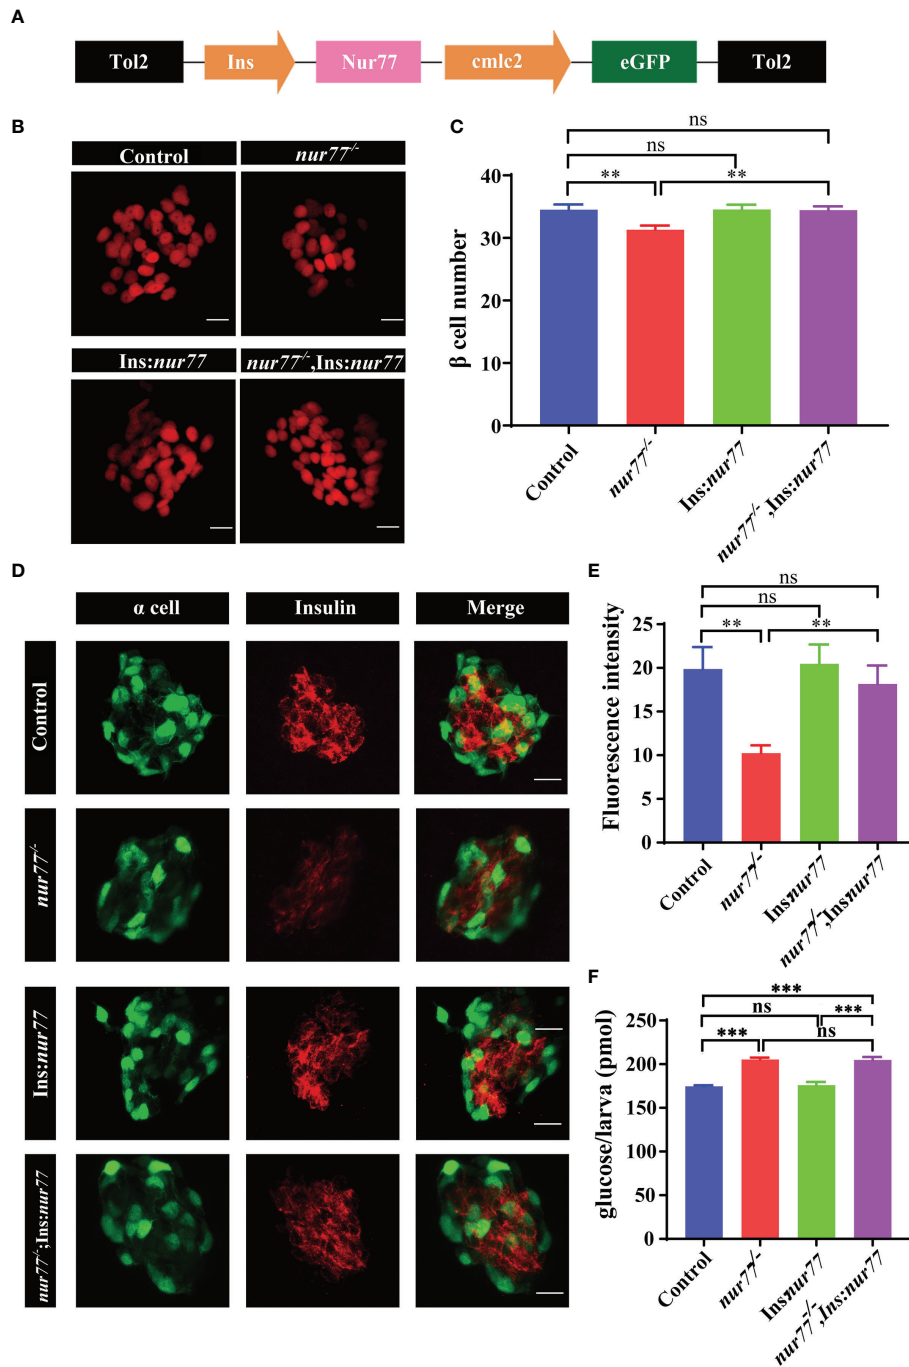 A
Tol2 Ins Nur77 cmlc2 eGFP Tol2
B
Control nur77-/-
Ins:nur77 nur77-/-,Ins:nur77
C
ns
ns
** **
40
30
20
10
0
β cell number
Control nur77-/- Ins:nur77 nur77-/-,Ins:nur77
D
α cell Insulin Merge
Control
nur77-/-
Ins:nur77
nur77-/-;Ins:nur77
E
ns
ns
** **
25
20
15
10
5
0
Fluorescence intensity
Control nur77-/- Ins:nur77 nur77-/-,Ins:nur77
F
***
ns ***
*** ns
250
200
150
100
50
0
glucose/larva (pmol)
Control nur77-/- Ins:nur77 nur77-/-,Ins:nur77